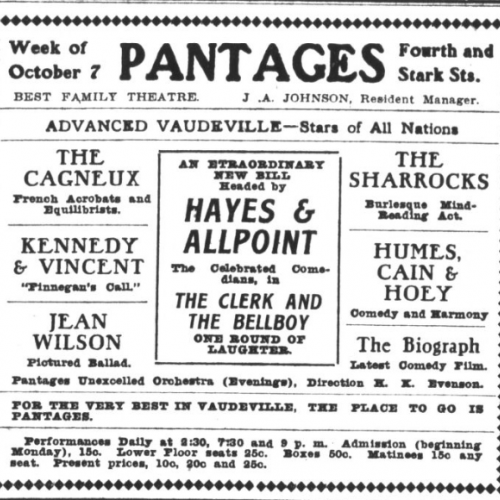 Week of
October 7
PANTAGES
Fourth and
Stark Sts.
BEST FAMILY THEATRE. J .A. JOHNSON, Resident Manager.
ADVANCED VAUDEVILLE—Stars of All Nations
THE
CAGNEUX
French Acrobats and
Equilibrists.
KENNEDY
& VINCENT
"Finnegan's Call."
JEAN
WILSON
Pictured Ballad.
AN ETRAORDINARY
NEW BILL
Headed by
HAYES &
ALLPOINT
The Celebrated Come-
dians, in
THE CLERK AND
THE BELLBOY
ONE ROUND OF
LAUGHTER.
THE
SHARROCKS
Burlesque Mind-
Reading Act.
HUMES,
CAIN &
HOEY
Comedy and Harmony
The Biograph
Latest Comedy Film.
Pantages Unexcelled Orchestra (Evenings), Direction H. K. Evenson.
FOR THE VERY BEST IN VAUDEVILLE, THE PLACE TO GO IS
PANTAGES.
Performances Daily at 2:30, 7:30 and 9 p. m. Admission (beginning
Monday), 15c. Lower Floor seats 25c. Boxes 50c. Matinees 15c any
seat. Present prices, 10c, 20c and 25c.